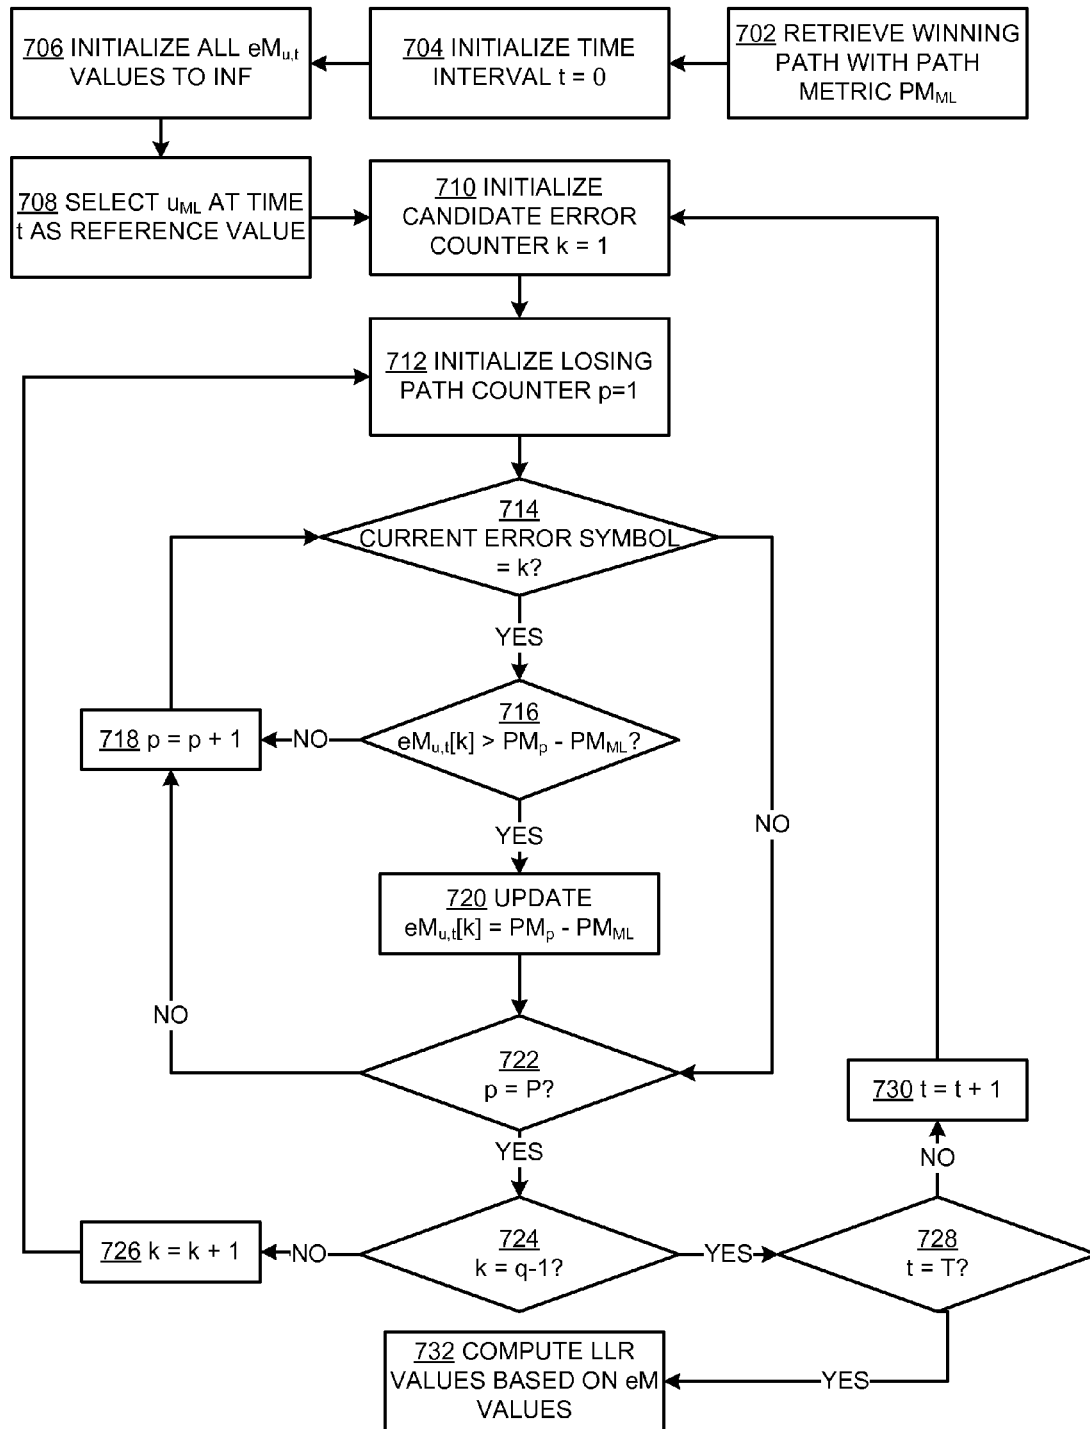 706 INITIALIZE ALL eMu,t
VALUES TO INF
704 INITIALIZE TIME
INTERVAL t = 0
702 RETRIEVE WINNING
PATH WITH PATH
METRIC PMML
708 SELECT uML AT TIME
t AS REFERENCE VALUE
710 INITIALIZE
CANDIDATE ERROR
COUNTER k = 1
712 INITIALIZE LOSING
PATH COUNTER p=1
714
CURRENT ERROR SYMBOL
= k?
YES
716
eMu,t[k] > PMp - PMML?
NO
718 p = p + 1
YES
NO
720 UPDATE
eMu,t[k] = PMp - PMML
NO
722
p = P?
730 t = t + 1
YES
NO
724
k = q-1?
NO
726 k = k + 1
YES
728
t = T?
732 COMPUTE LLR
VALUES BASED ON eM
VALUES
YES